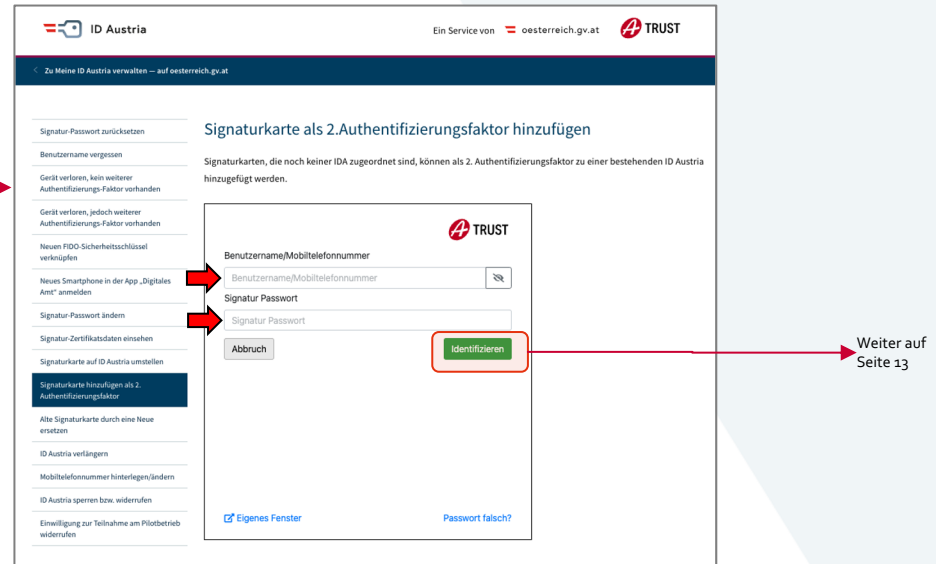 ID Austria
Ein Service von oesterreich.gv.at
A TRUST
Zu Meine ID Austria verwalten — auf oesterreich.gv.at
Signatur-Passwort zurücksetzen
Benutzername vergessen
Gerät verloren, kein weiterer
Authentifizierungs-Faktor vorhanden
Gerät verloren, jedoch weiterer
Authentifizierungs-Faktor vorhanden
Neuen FIDO-Sicherheitsschlüssel
verknüpfen
Neues Smartphone in der App „Digitales
Amt" anmelden
Signatur-Passwort ändern
Signatur-Zertifikatsdaten einsehen
Signaturkarte auf ID Austria umstellen
Signaturkarte hinzufügen als 2.
Authentifizierungsfaktor
Alte Signaturkarte durch eine Neue
ersetzen
ID Austria verlängern
Mobiltelefonnummer hinterlegen/ändern
ID Austria sperren bzw. widerrufen
Einwilligung zur Teilnahme am Pilotbetrieb
widerrufen
Signaturkarte als 2.Authentifizierungsfaktor hinzufügen
Signaturkarten, die noch keiner IDA zugeordnet sind, können als 2. Authentifizierungsfaktor zu einer bestehenden ID Austria
hinzugefügt werden.
A TRUST
Benutzername/Mobiltelefonnummer
Benutzername/Mobiltelefonnummer
Signatur Passwort
Signatur Passwort
Abbruch
Identifizieren
Eigenes Fenster
Passwort falsch?
Weiter auf
Seite 13